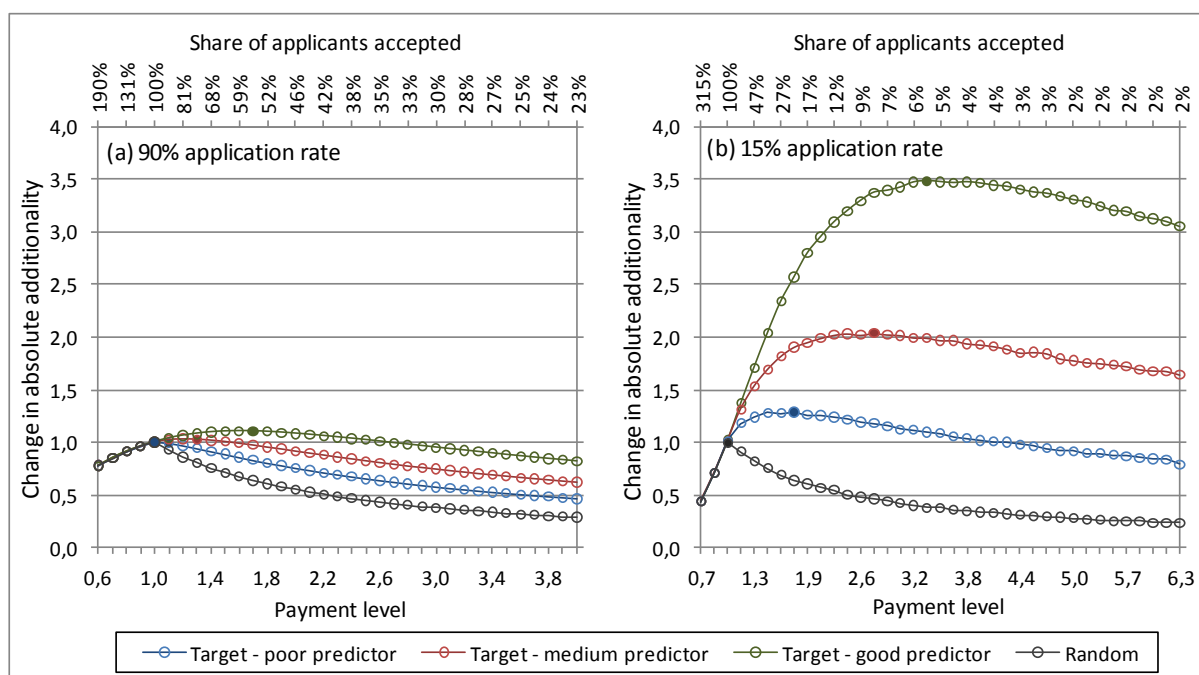 Share of applicants accepted
190% 131% 100% 81% 68% 59% 52% 46% 42% 38% 35% 33% 30% 28% 27% 25% 24% 23%
4,0
3,5
3,0
2,5
2,0
1,5
1,0
0,5
0,0
Change in absolute additionality
(a) 90% application rate
0,6 1,0 1,4 1,8 2,2 2,6 3,0 3,4 3,8
Payment level
Share of applicants accepted
315% 100% 47% 27% 17% 12% 9% 7% 6% 5% 4% 4% 3% 3% 2% 2% 2% 2% 2%
4,0
3,5
3,0
2,5
2,0
1,5
1,0
0,5
0,0
Change in absolute additionality
(b) 15% application rate
0,7 1,3 1,9 2,6 3,2 3,8 4,4 5,0 5,7 6,3
Payment level
Target - poor predictor Target - medium predictor Target - good predictor Random